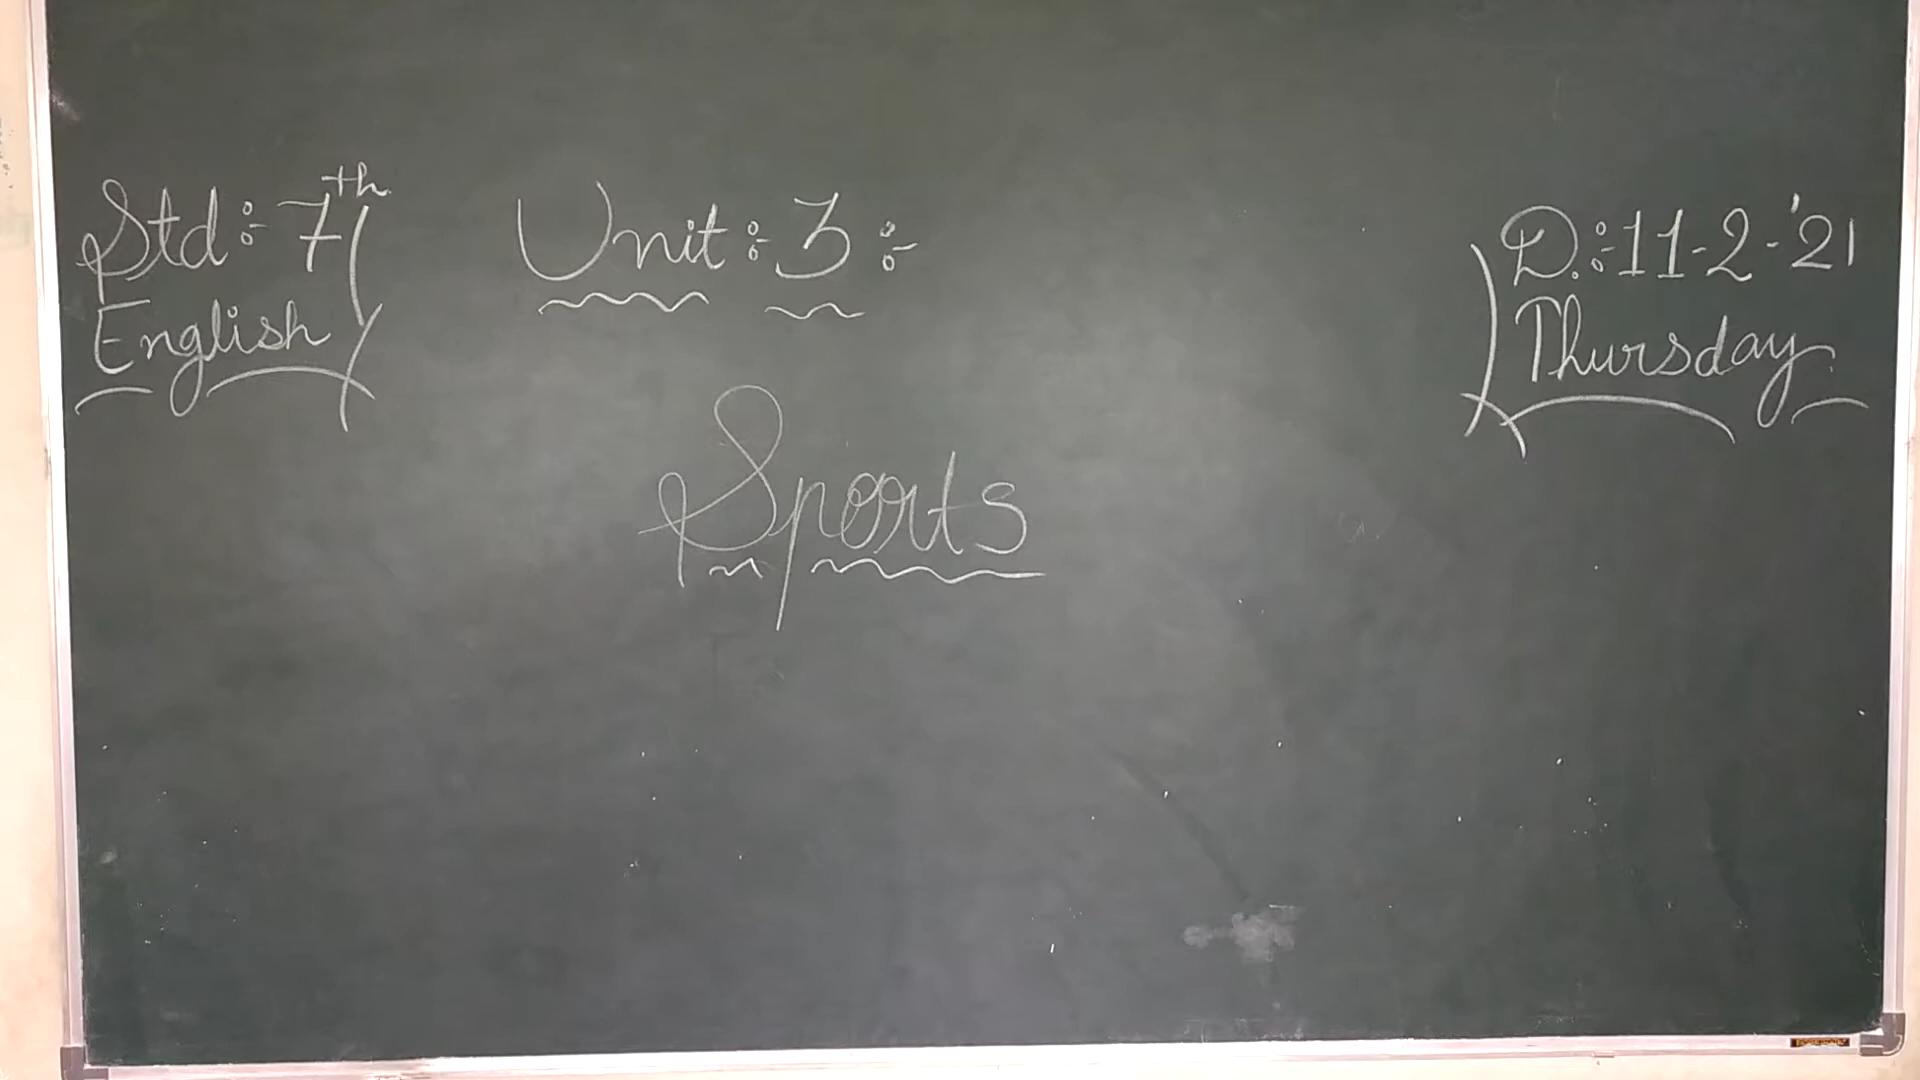 Std:- 7th
English
Unit:- 3:-
D.:-11-2-'21
Thursday
Sports